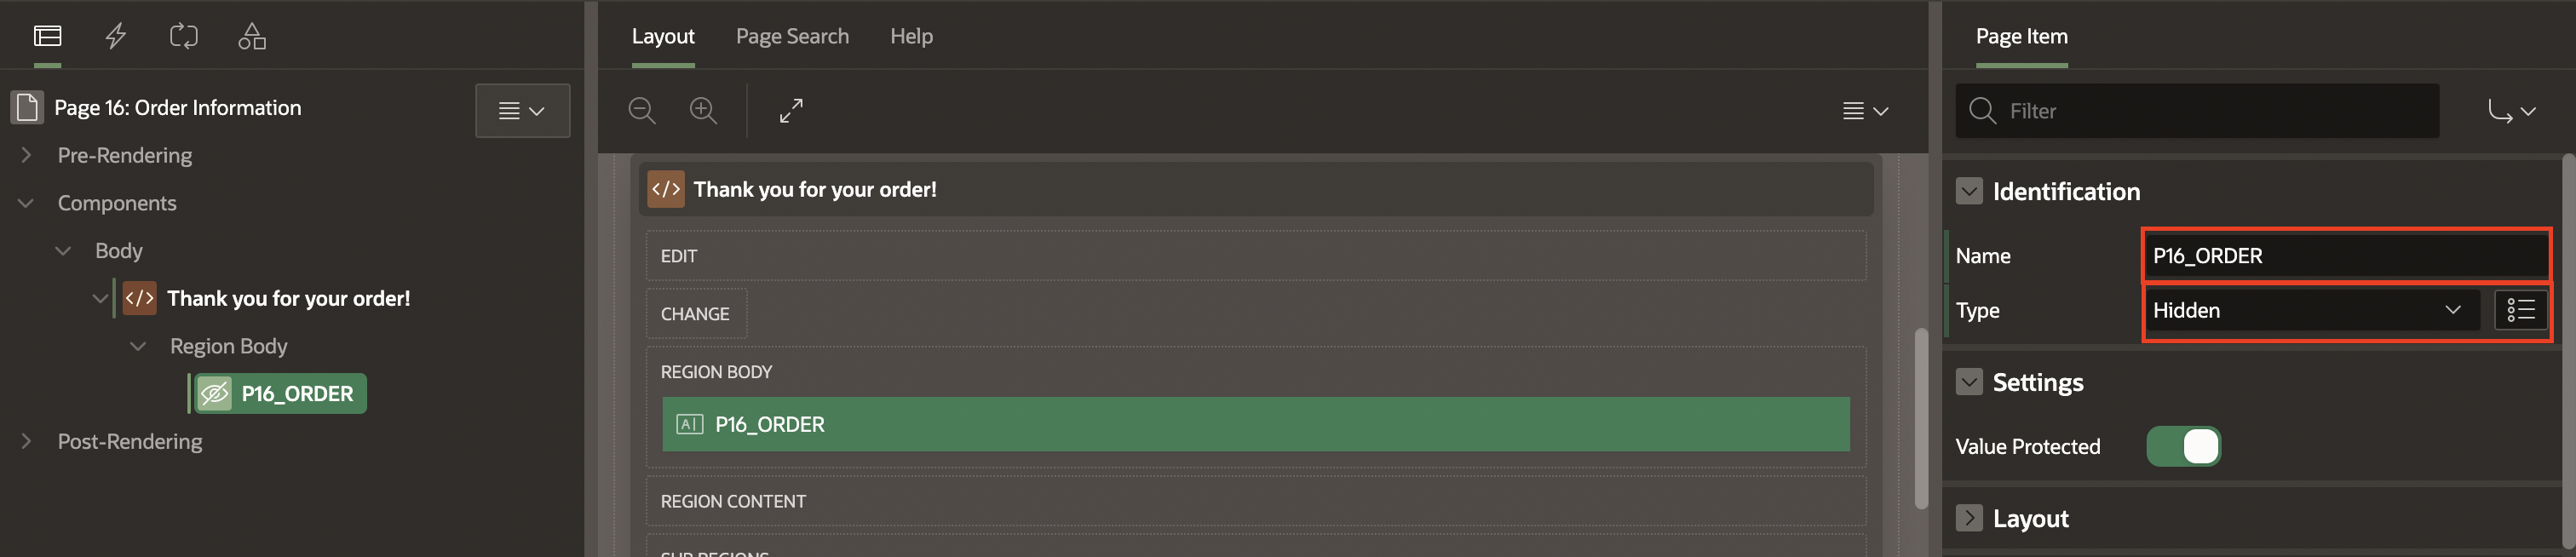 Page 16: Order Information
Pre-Rendering
Components
Body
</> Thank you for your order!
Region Body
P16_ORDER
Post-Rendering
Layout Page Search Help
</> Thank you for your order!
EDIT
CHANGE
REGION BODY
A P16_ORDER
REGION CONTENT
SUB REGIONS
Page Item
Filter
Identification
Name P16_ORDER
Type Hidden
Settings
Value Protected
Layout